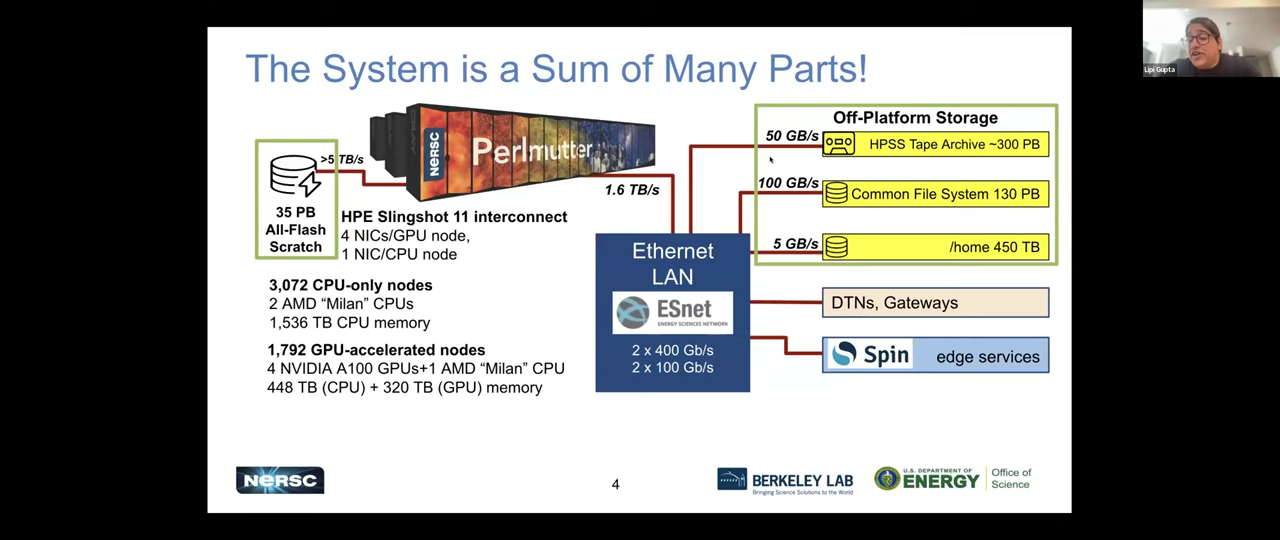 Lipi Gupta
The System is a Sum of Many Parts!
>5 TB/s
35 PB
All-Flash
Scratch
NERSC
Perlmutter
1.6 TB/s
HPE Slingshot 11 interconnect
4 NICs/GPU node,
1 NIC/CPU node
3,072 CPU-only nodes
2 AMD “Milan” CPUs
1,536 TB CPU memory
1,792 GPU-accelerated nodes
4 NVIDIA A100 GPUs+1 AMD “Milan” CPU
448 TB (CPU) + 320 TB (GPU) memory
Ethernet
LAN
ESnet
ENERGY SCIENCES NETWORK
2 x 400 Gb/s
2 x 100 Gb/s
Off-Platform Storage
50 GB/s
HPSS Tape Archive ~300 PB
100 GB/s
Common File System 130 PB
5 GB/s
/home 450 TB
DTNs, Gateways
Spin edge services
NERSC
4
BERKELEY LAB
Bringing Science Solutions to the World
U.S. DEPARTMENT OF
ENERGY
Office of
Science